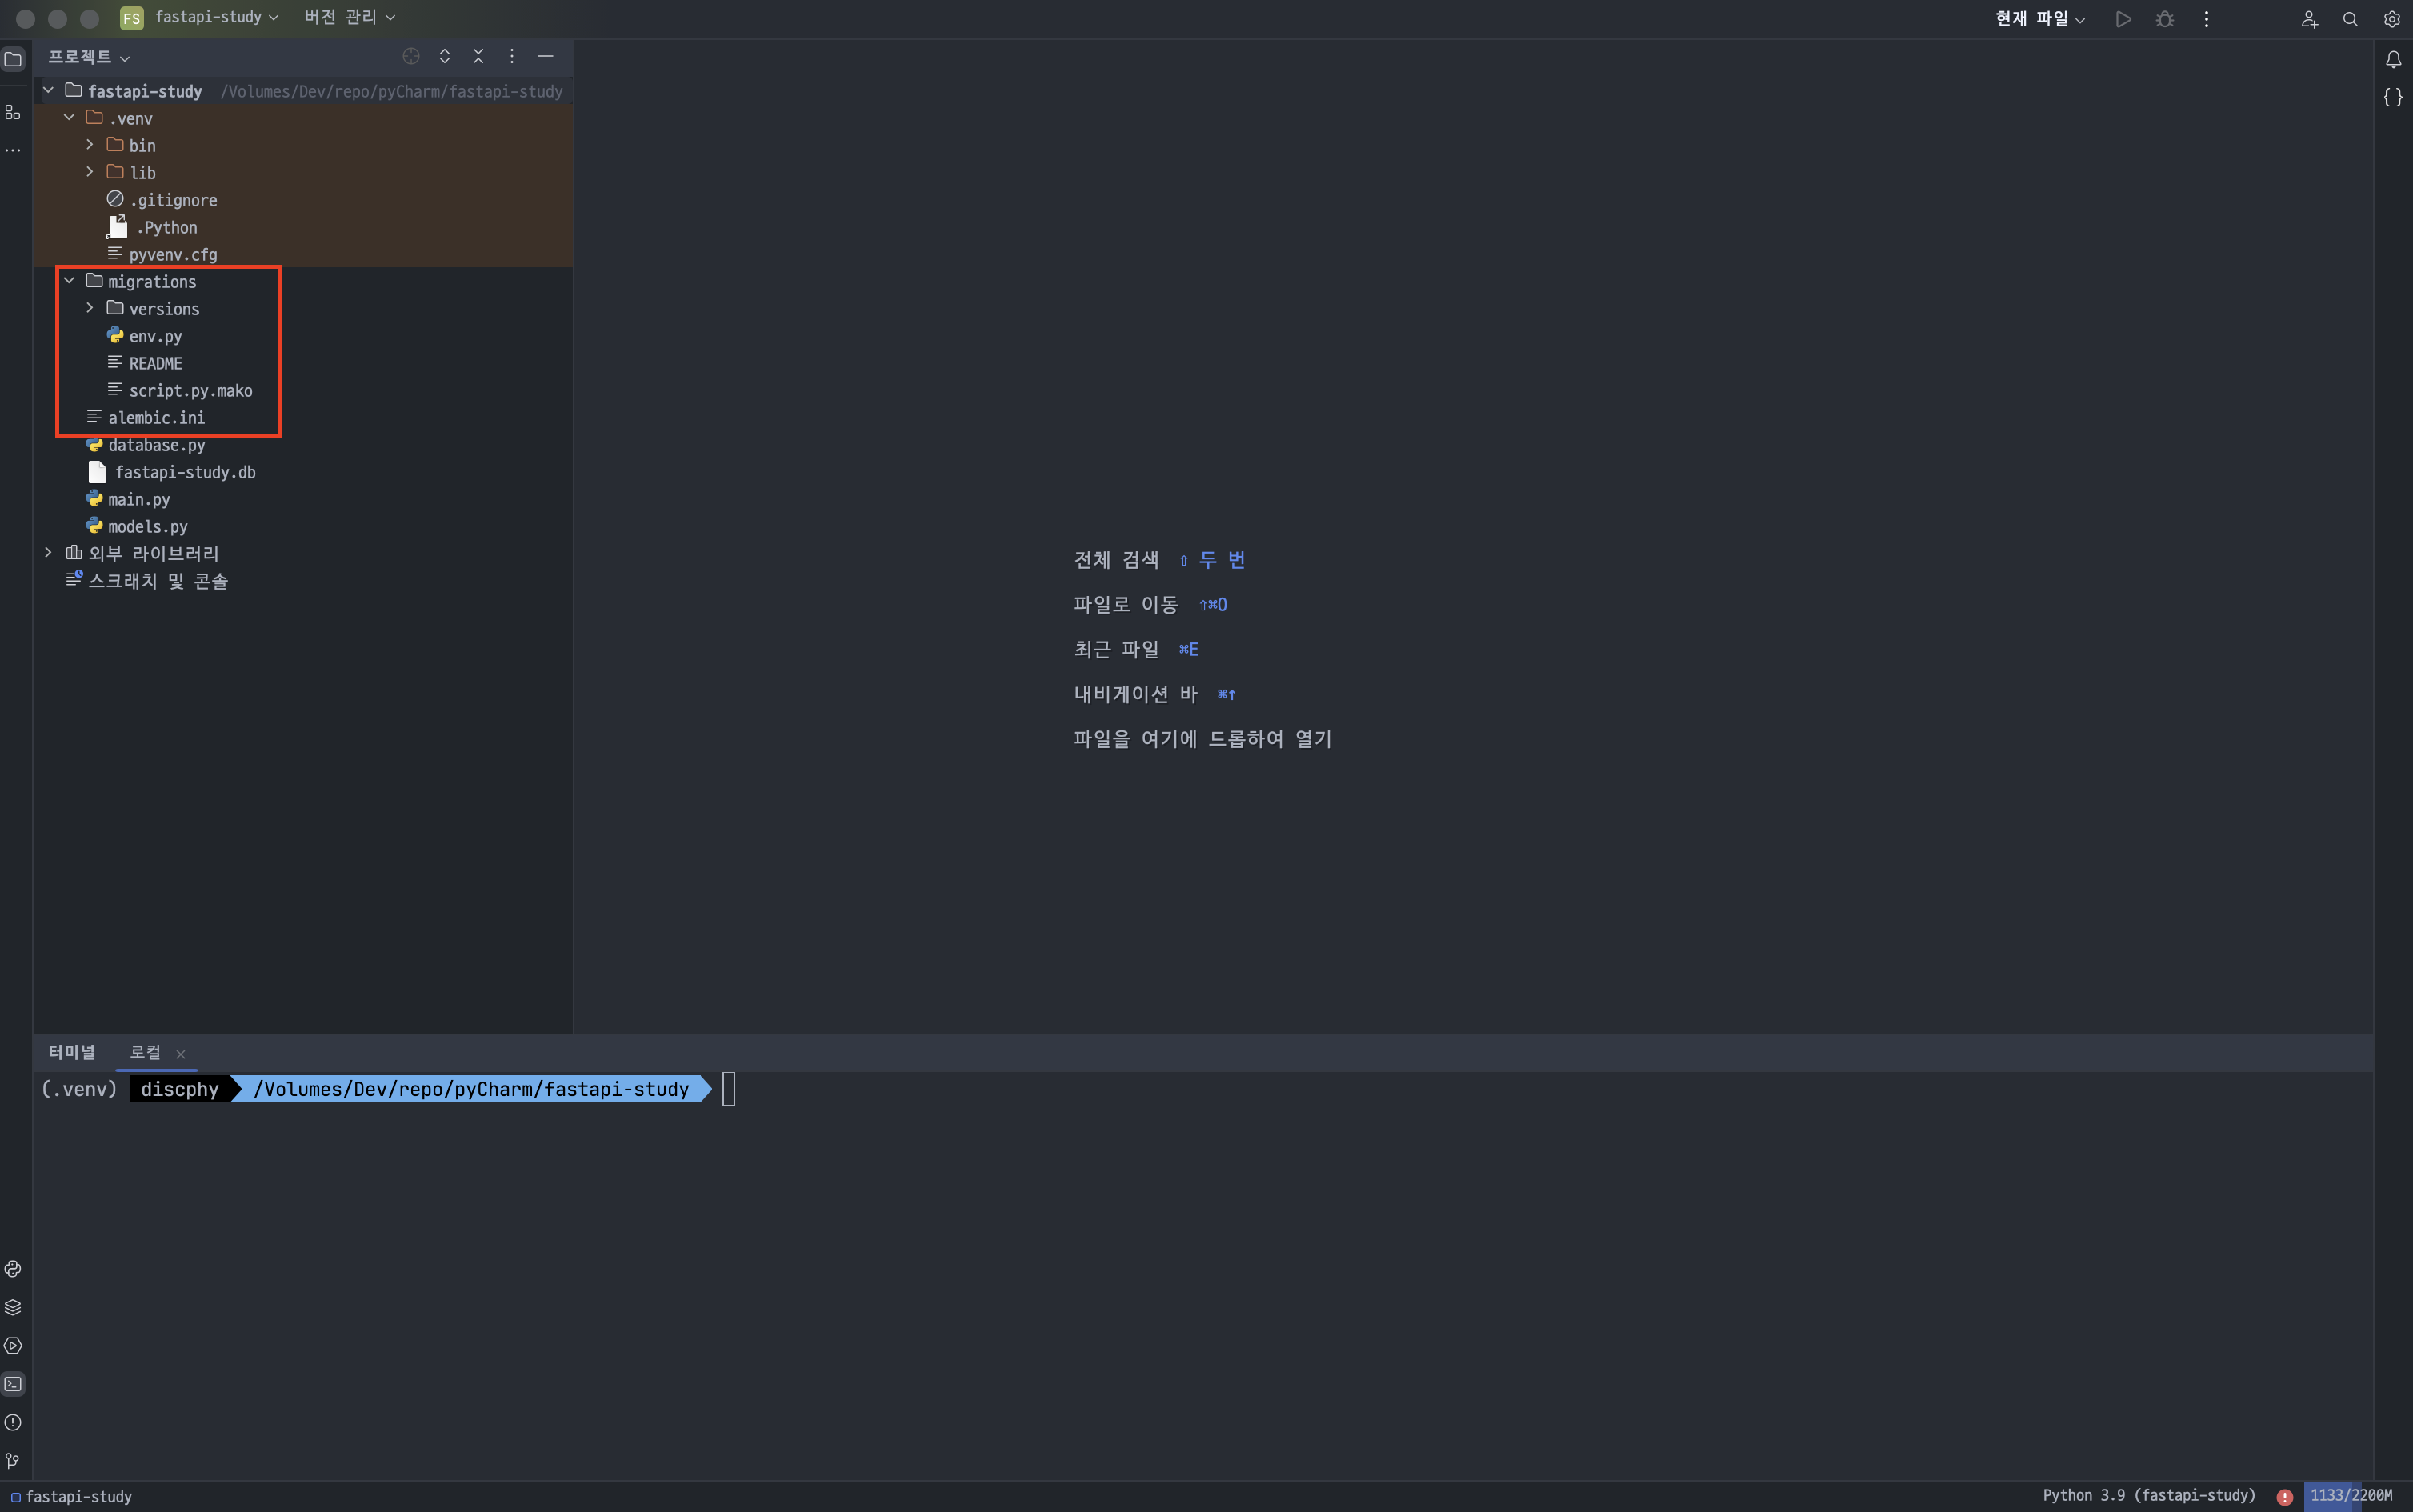 FS fastapi-study 버전 관리 현재 파일
프로젝트
fastapi-study /Volumes/Dev/repo/pyCharm/fastapi-study
.venv
bin
lib
.gitignore
.Python
pyvenv.cfg
migrations
versions
env.py
README
script.py.mako
alembic.ini
database.py
fastapi-study.db
main.py
models.py
외부 라이브러리
스크래치 및 콘솔
전체 검색 ⇧ 두 번
파일로 이동 ⇧⌘O
최근 파일 ⌘E
내비게이션 바 ⌘↑
파일을 여기에 드롭하여 열기
터미널 로컬
(.venv) discphy /Volumes/Dev/repo/pyCharm/fastapi-study
fastapi-study Python 3.9 (fastapi-study) 1133/2200M